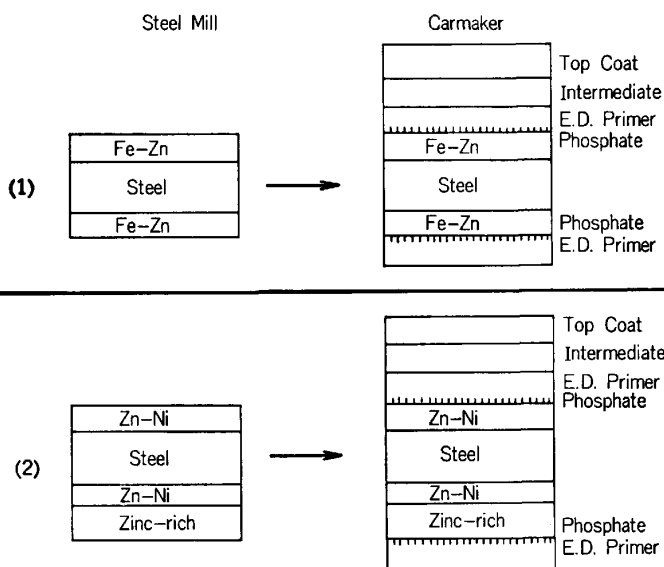 Steel Mill Carmaker
Top Coat
Intermediate
E.D. Primer
Phosphate
Fe-Zn Fe-Zn
(1) Steel Steel
Fe-Zn Fe-Zn Phosphate
E.D. Primer
Top Coat
Intermediate
E.D. Primer
Phosphate
Zn-Ni Zn-Ni
(2) Steel Steel
Zn-Ni Zn-Ni
Zinc-rich Zinc-rich Phosphate
E.D. Primer